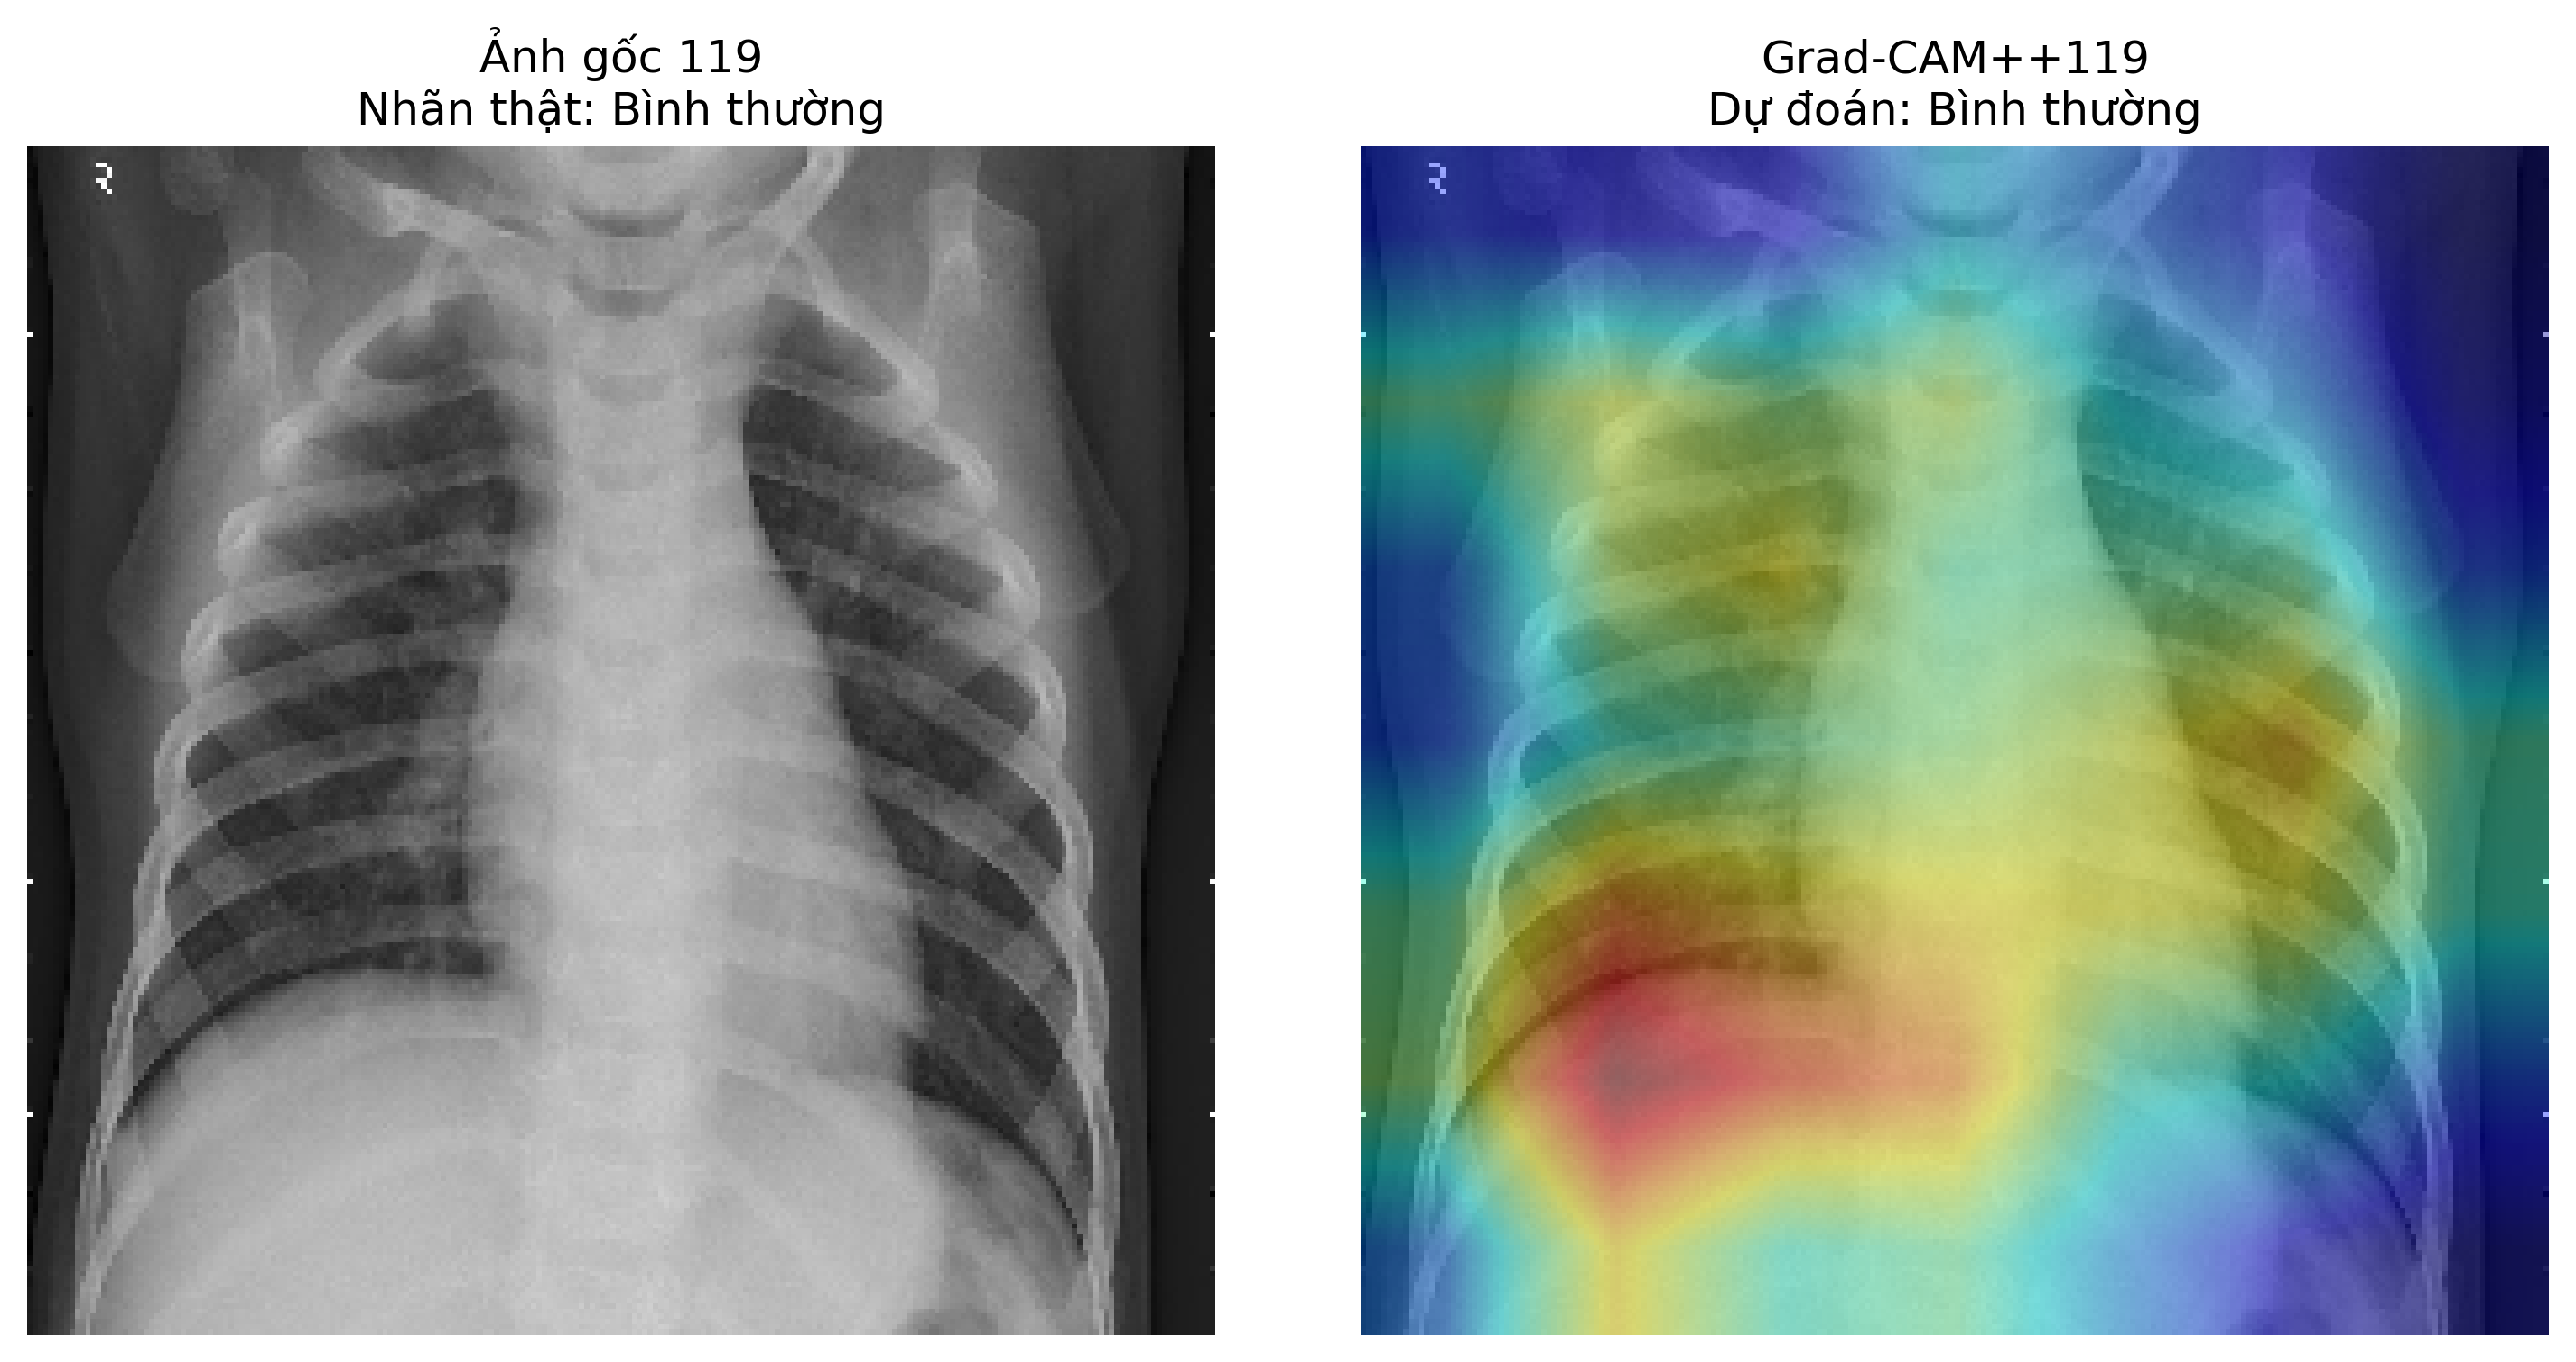 Ảnh gốc 119
Nhãn thật: Bình thường
Grad-CAM++119
Dự đoán: Bình thường